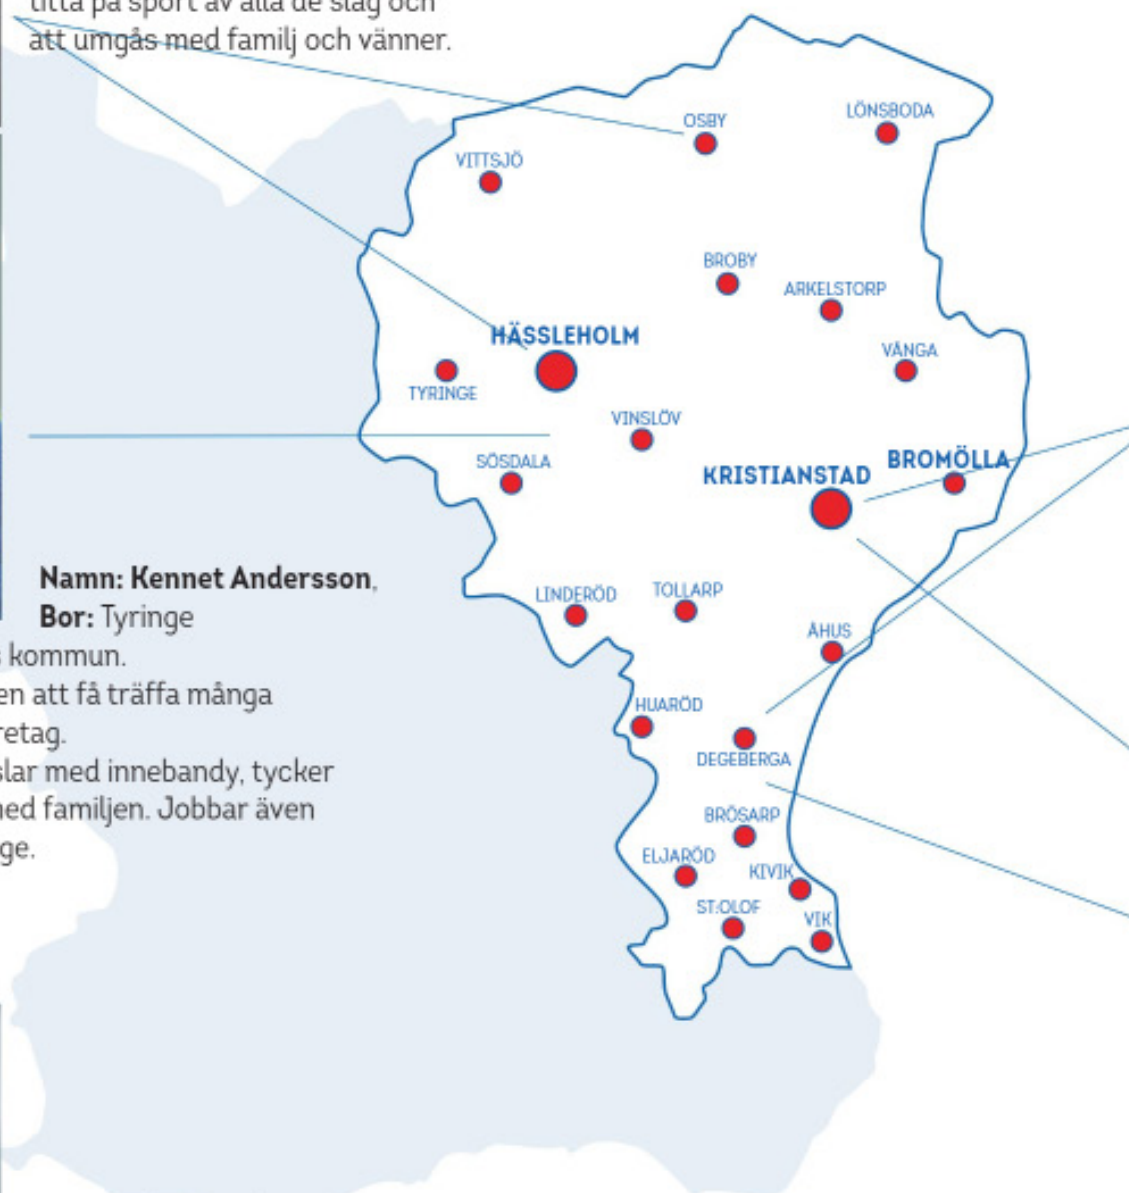 titta på sport av alla de slag och
att umgås med familj och vänner.
OSBY
LÖNSBODA
VITTSJÖ
BROBY
ARKELSTORP
HÄSSLEHOLM
VÅNGA
TYRINGE
VINSLÖV
SÖSDALA
BROMÖLLA
KRISTIANSTAD
Namn: Kennet Andersson,
Bor: Tyringe
s kommun.
en att få träffa många
retag.
slar med innebandy, tycker
ned familjen. Jobbar även
ge.
LINDERÖD
TOLLARP
ÅHUS
HUARÖD
DEGEBERGA
BRÖSARP
ELJARÖD
KIVIK
ST:OLOF
VIK